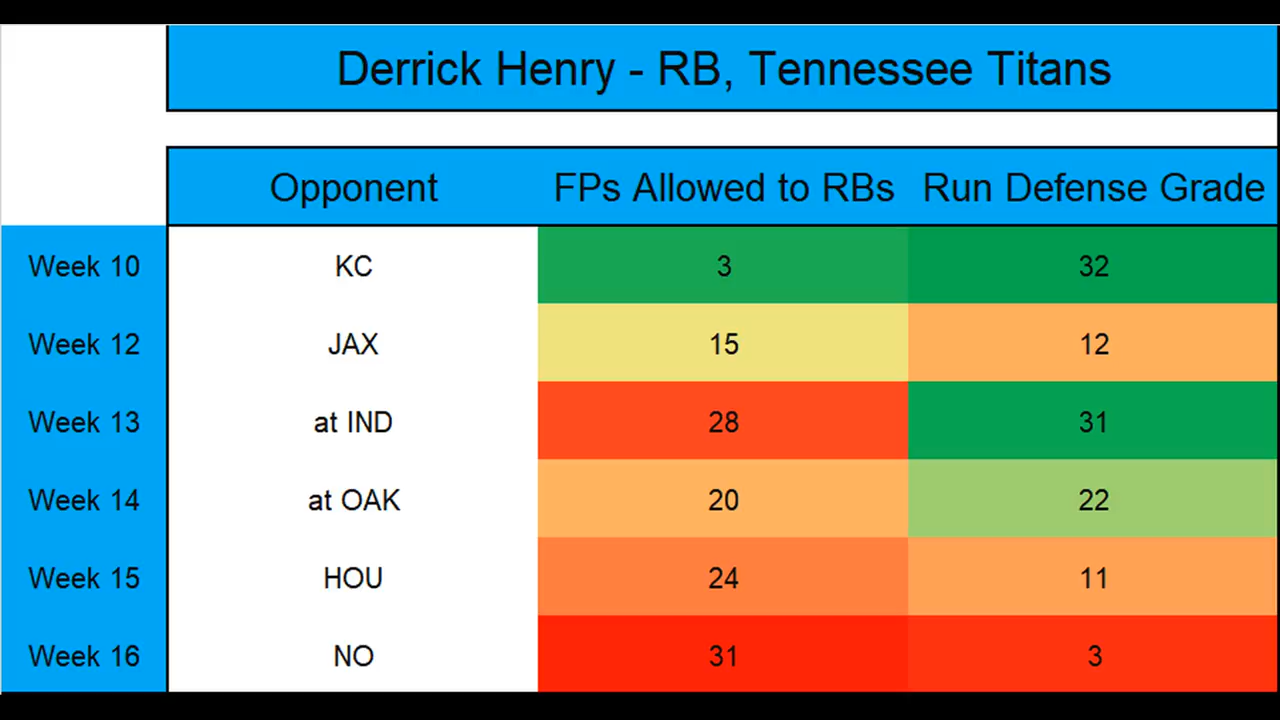 Derrick Henry - RB, Tennessee Titans
Opponent FPs Allowed to RBs Run Defense Grade
Week 10 KC 3 32
Week 12 JAX 15 12
Week 13 at IND 28 31
Week 14 at OAK 20 22
Week 15 HOU 24 11
Week 16 NO 31 3